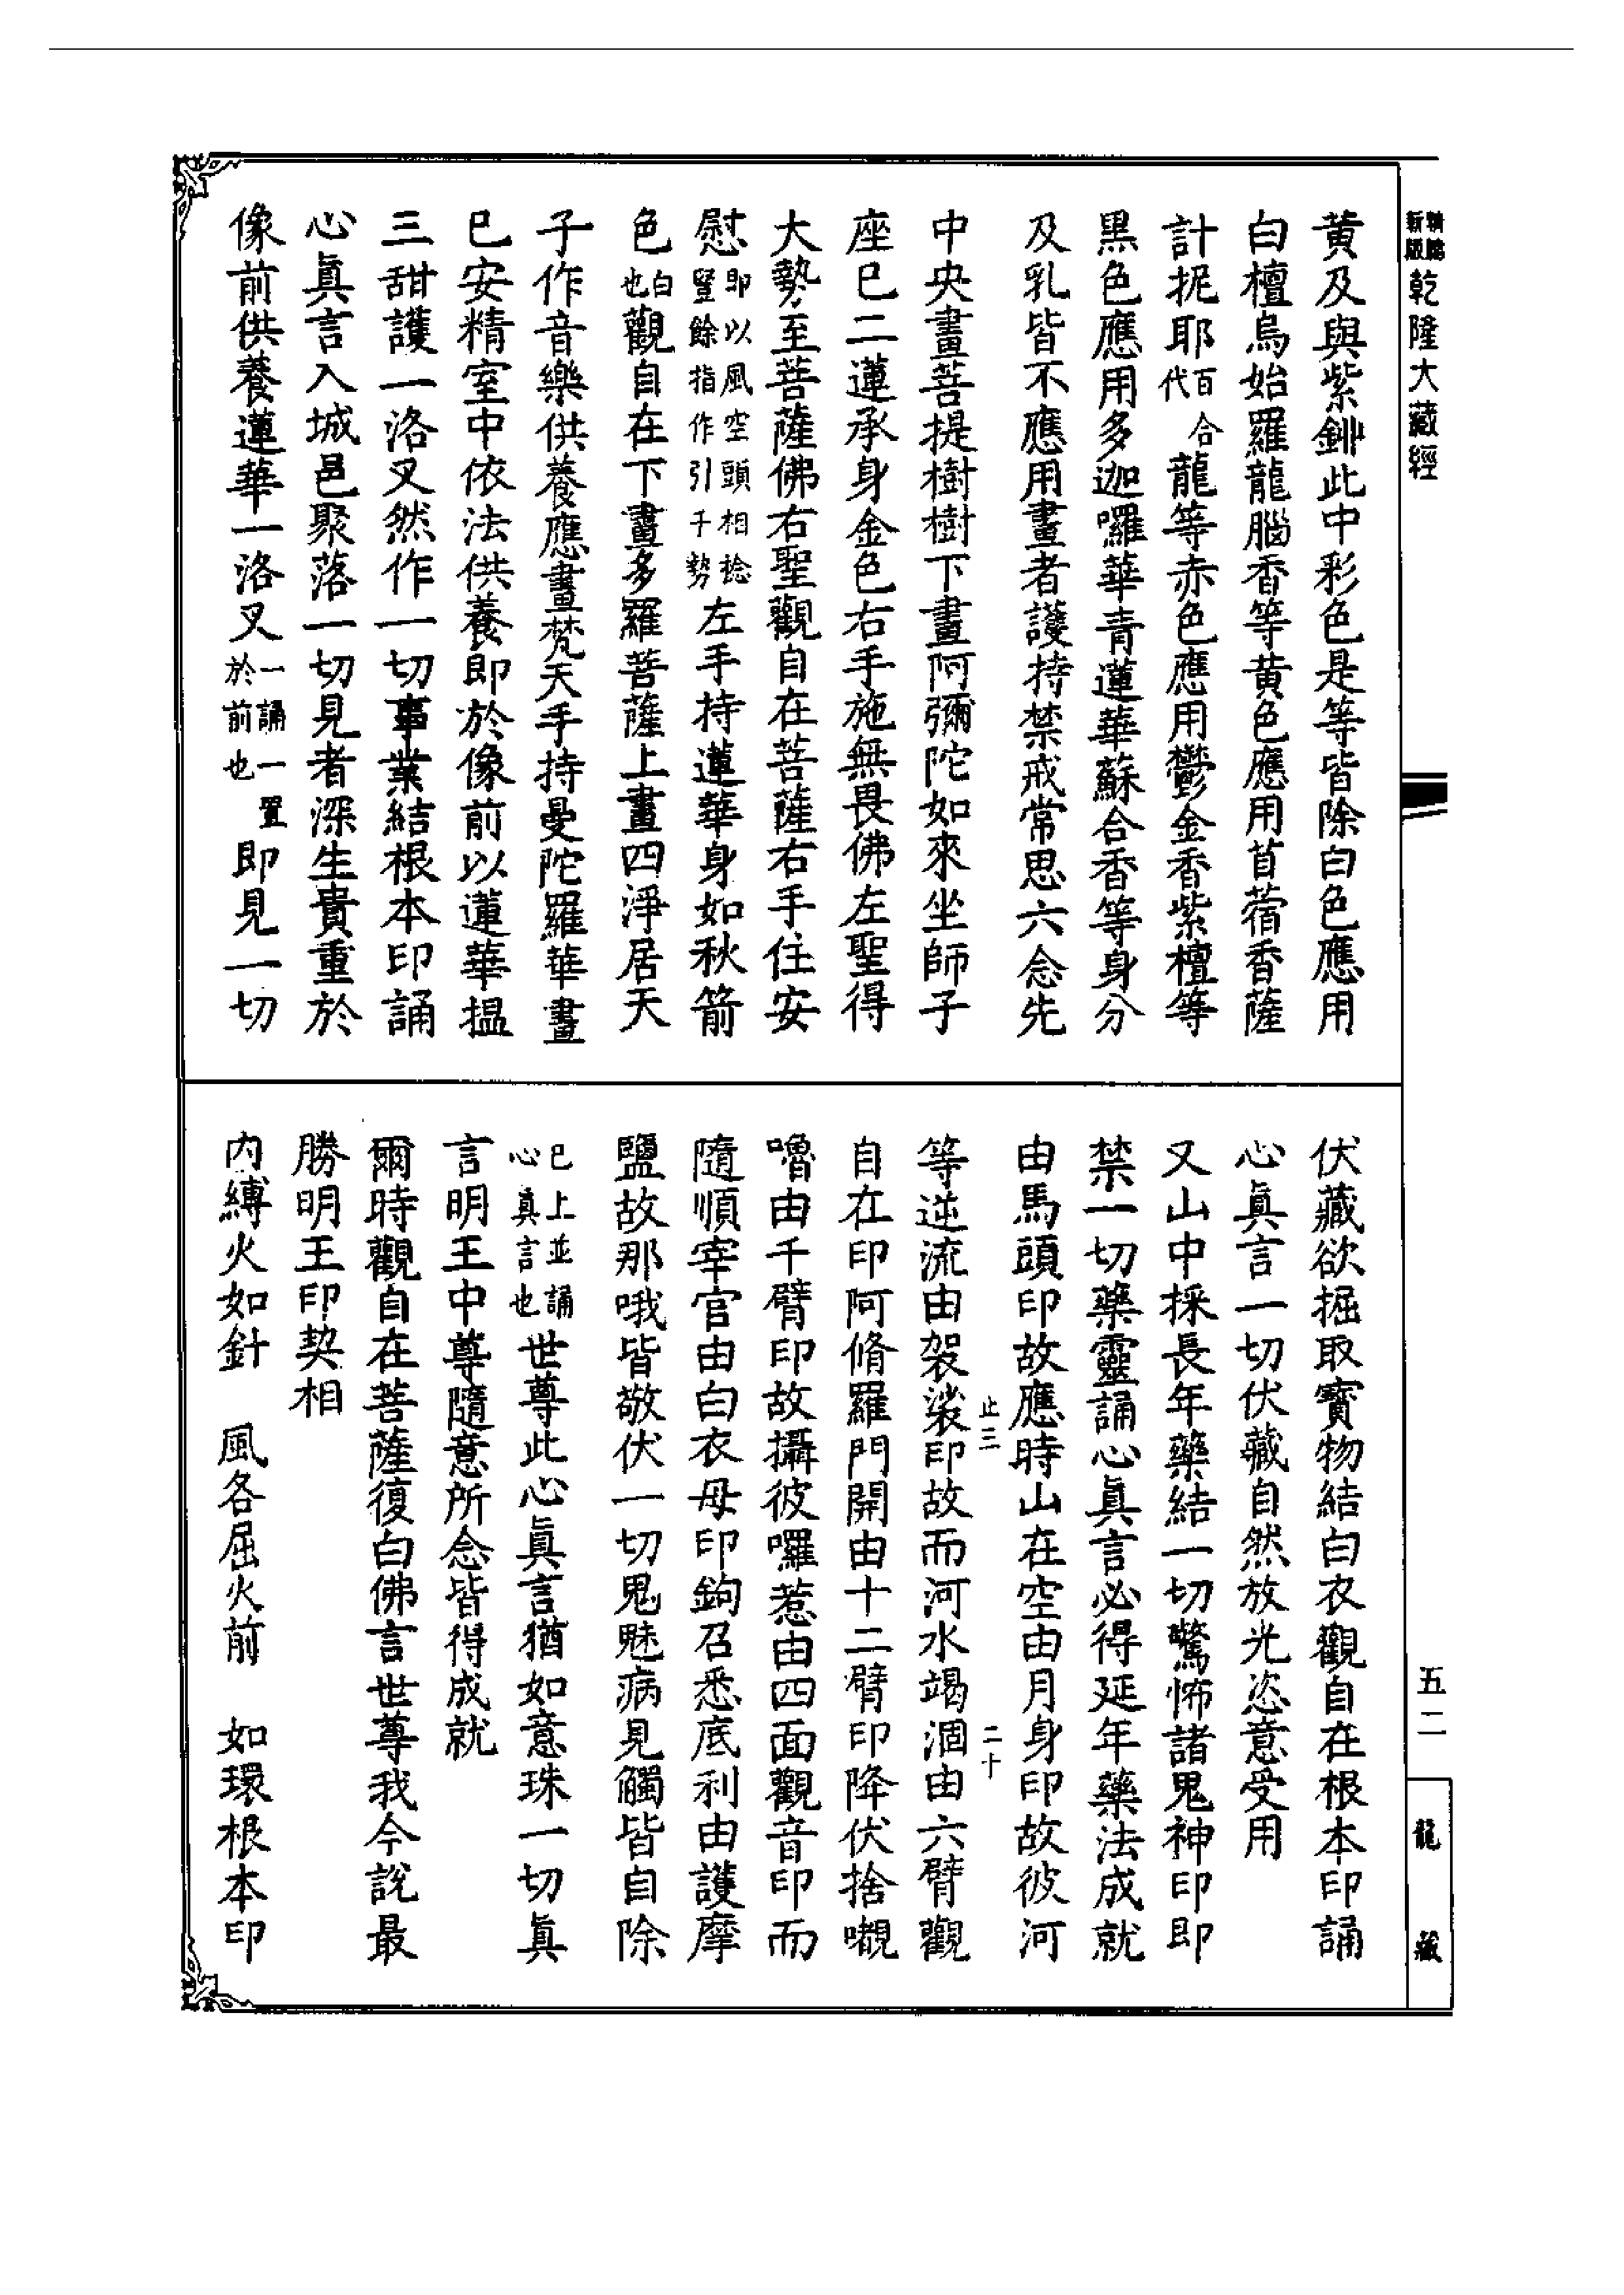 精聽新版乾隆大藏經
黃及與紫鉚此中彩色是等皆除白色應用
白檀烏始羅龍腦香等黃色應用苜蓿香薩
計抳耶百合代龍等赤色應用鬱金香紫檀等
黑色應用多迦囉華青蓮華蘇合香等身分
及乳皆不應用畫者護持禁戒常思六念先
中央畫菩提樹樹下畫阿彌陀如來坐師子
座巳二蓮承身金色右手施無畏佛左聖得
大勢至菩薩佛右聖觀自在菩薩右手住安
慰即以風空頭相捻豎餘指作引千勢左手持蓮華身如秋箭
色白也觀自在下畫多羅菩薩上畫四淨居天
子作音樂供養應畫梵天手持曼陀羅華畫
巳安精室中依法供養即於像前以蓮華揾
三甜護一洛叉然作一切事業結根本印誦
心真言入城邑聚落一切見者深生貴重於
像前供養蓮華一洛叉一誦一置於前也即見一切
伏藏欲掘取寶物結白衣觀自在根本印誦
心真言一切伏藏自然放光恣意受用
又山中採長年藥結一切驚怖諸鬼神印即
禁一切藥靈誦心真言必得延年藥法成就
由馬頭印故應時山在空由月身印故彼河
止三 二十
等逆流由袈裟印故而河水竭涸由六臂觀
自在印阿脩羅門開由十二臂印降伏捨嚫
嚕由千臂印故攝彼囉惹由四面觀音印而
隨順宰官由白衣母印鉤召悉底利由護摩
鹽故那哦皆敬伏一切鬼魅病見觸皆自除
巳上並誦心真言也世尊此心真言猶如意珠一切真
言明王中尊隨意所念皆得成就
爾時觀自在菩薩復白佛言世尊我今說最
勝明王印契相
內縛火如針 風各屈火前 如環根本印
五二
龍藏